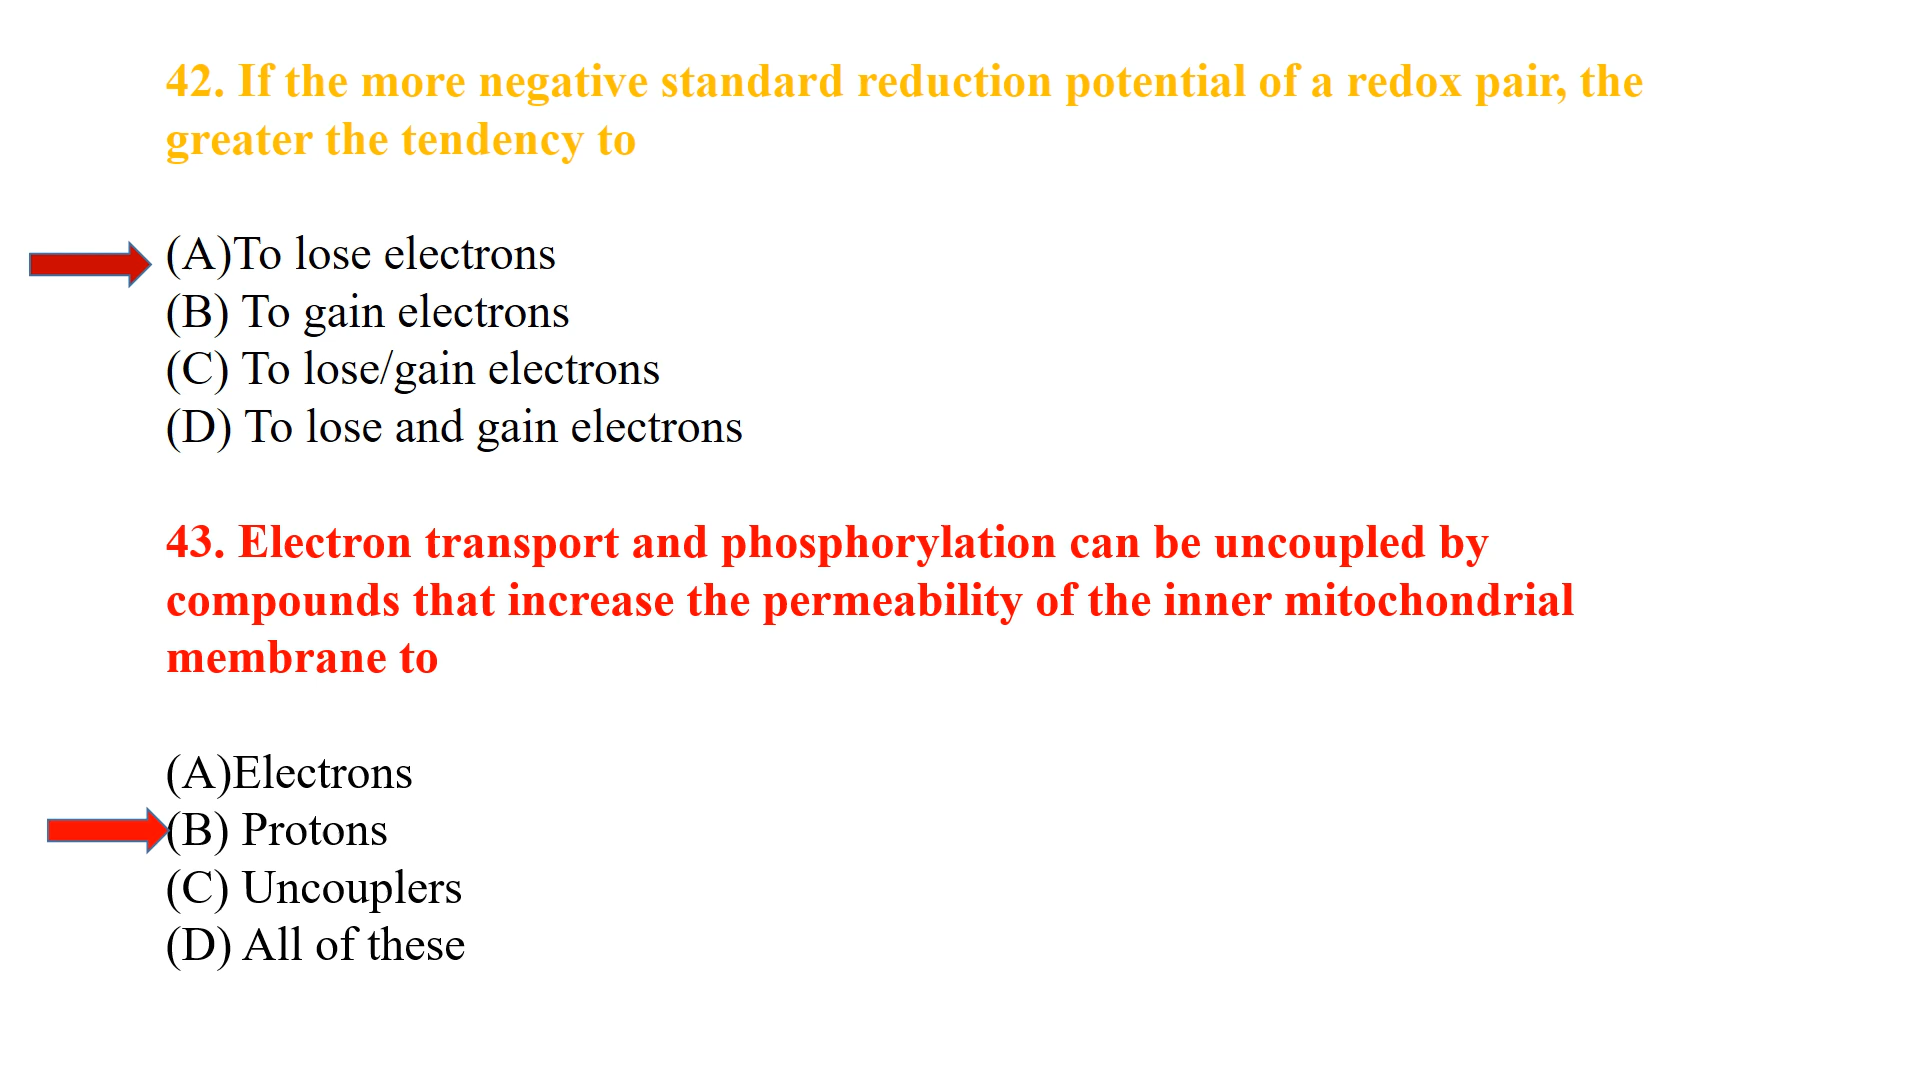 42. If the more negative standard reduction potential of a redox pair, the
greater the tendency to
(A)To lose electrons
(B) To gain electrons
(C) To lose/gain electrons
(D) To lose and gain electrons
43. Electron transport and phosphorylation can be uncoupled by
compounds that increase the permeability of the inner mitochondrial
membrane to
(A)Electrons
(B) Protons
(C) Uncouplers
(D) All of these